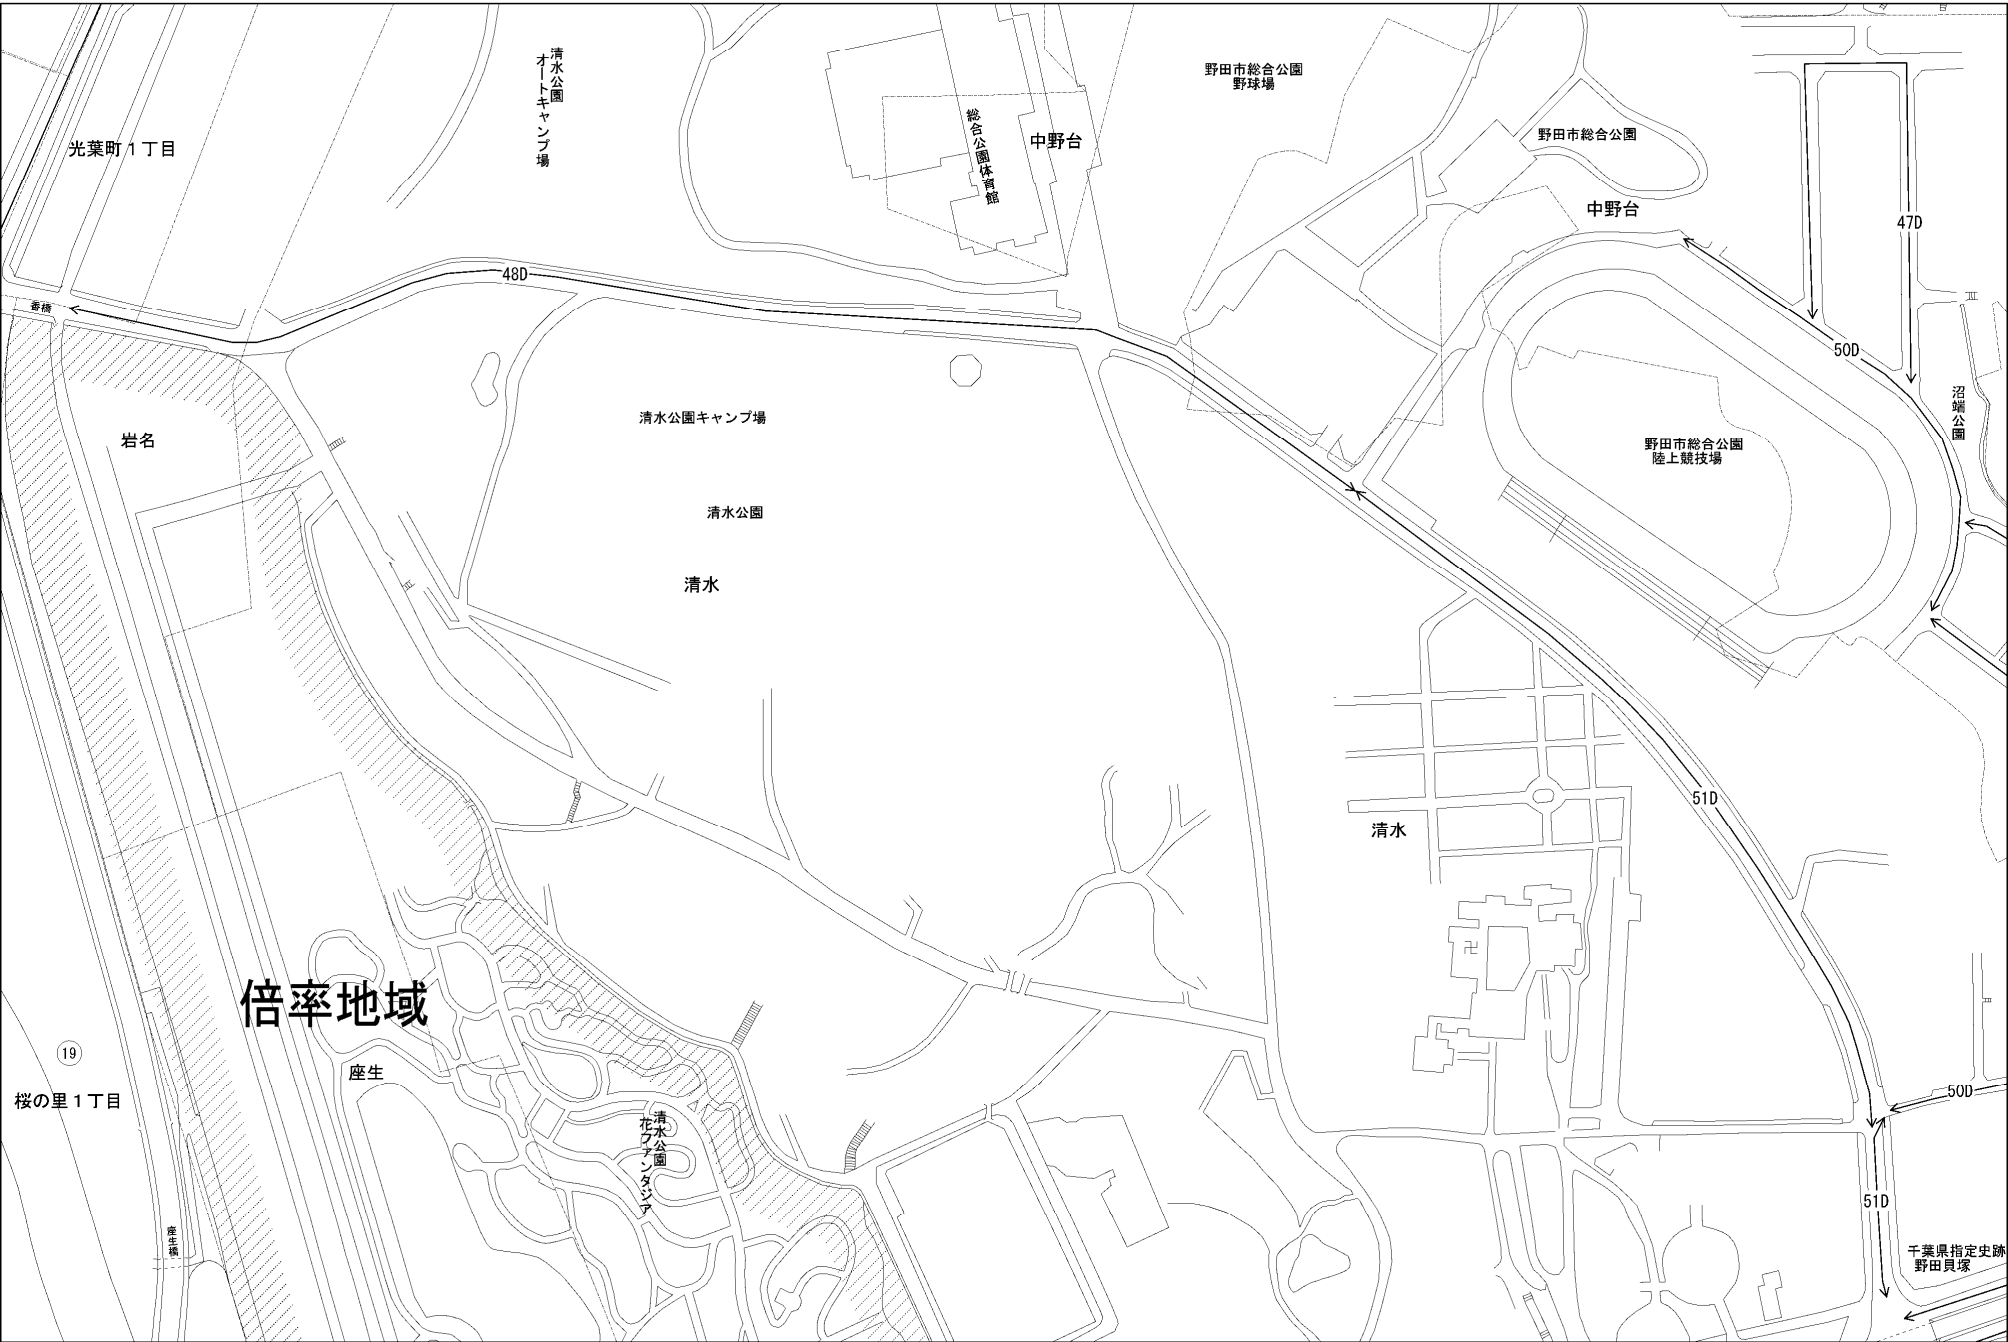 清水公園
オートキャンプ場
野田市総合公園
野球場
総合公園体育館
中野台
野田市総合公園
光葉町１丁目
中野台
47D
48D
香橋
50D
沼端公園
清水公園キャンプ場
岩名
野田市総合公園
陸上競技場
清水公園
清水
51D
清水
倍率地域
19
座生
桜の里１丁目
50D
清水公園
花ファンタジア
51D
座生橋
千葉県指定史跡
野田貝塚